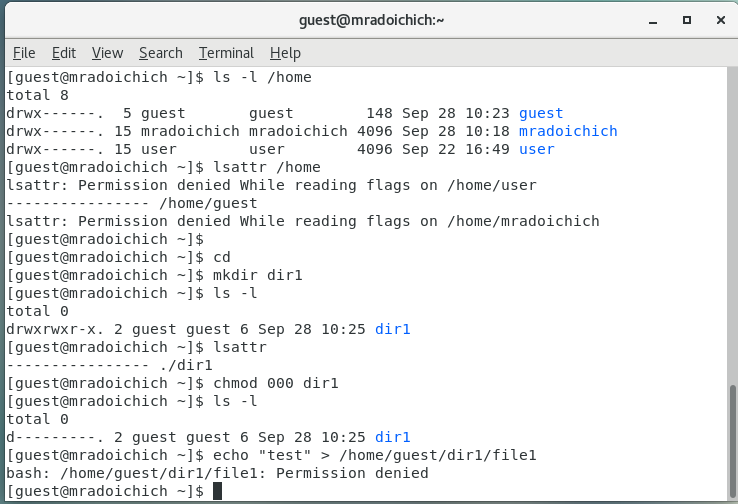 guest@mradoichich:~
File Edit View Search Terminal Help
[guest@mradoichich ~]$ ls -l /home
total 8
drwx------.  5 guest       guest        148 Sep 28 10:23 guest
drwx------. 15 mradoichich mradoichich 4096 Sep 28 10:18 mradoichich
drwx------. 15 user        user        4096 Sep 22 16:49 user
[guest@mradoichich ~]$ lsattr /home
lsattr: Permission denied While reading flags on /home/user
---------------- /home/guest
lsattr: Permission denied While reading flags on /home/mradoichich
[guest@mradoichich ~]$
[guest@mradoichich ~]$ cd
[guest@mradoichich ~]$ mkdir dir1
[guest@mradoichich ~]$ ls -l
total 0
drwxrwxr-x. 2 guest guest 6 Sep 28 10:25 dir1
[guest@mradoichich ~]$ lsattr
---------------- ./dir1
[guest@mradoichich ~]$ chmod 000 dir1
[guest@mradoichich ~]$ ls -l
total 0
d---------. 2 guest guest 6 Sep 28 10:25 dir1
[guest@mradoichich ~]$ echo "test" > /home/guest/dir1/file1
bash: /home/guest/dir1/file1: Permission denied
[guest@mradoichich ~]$